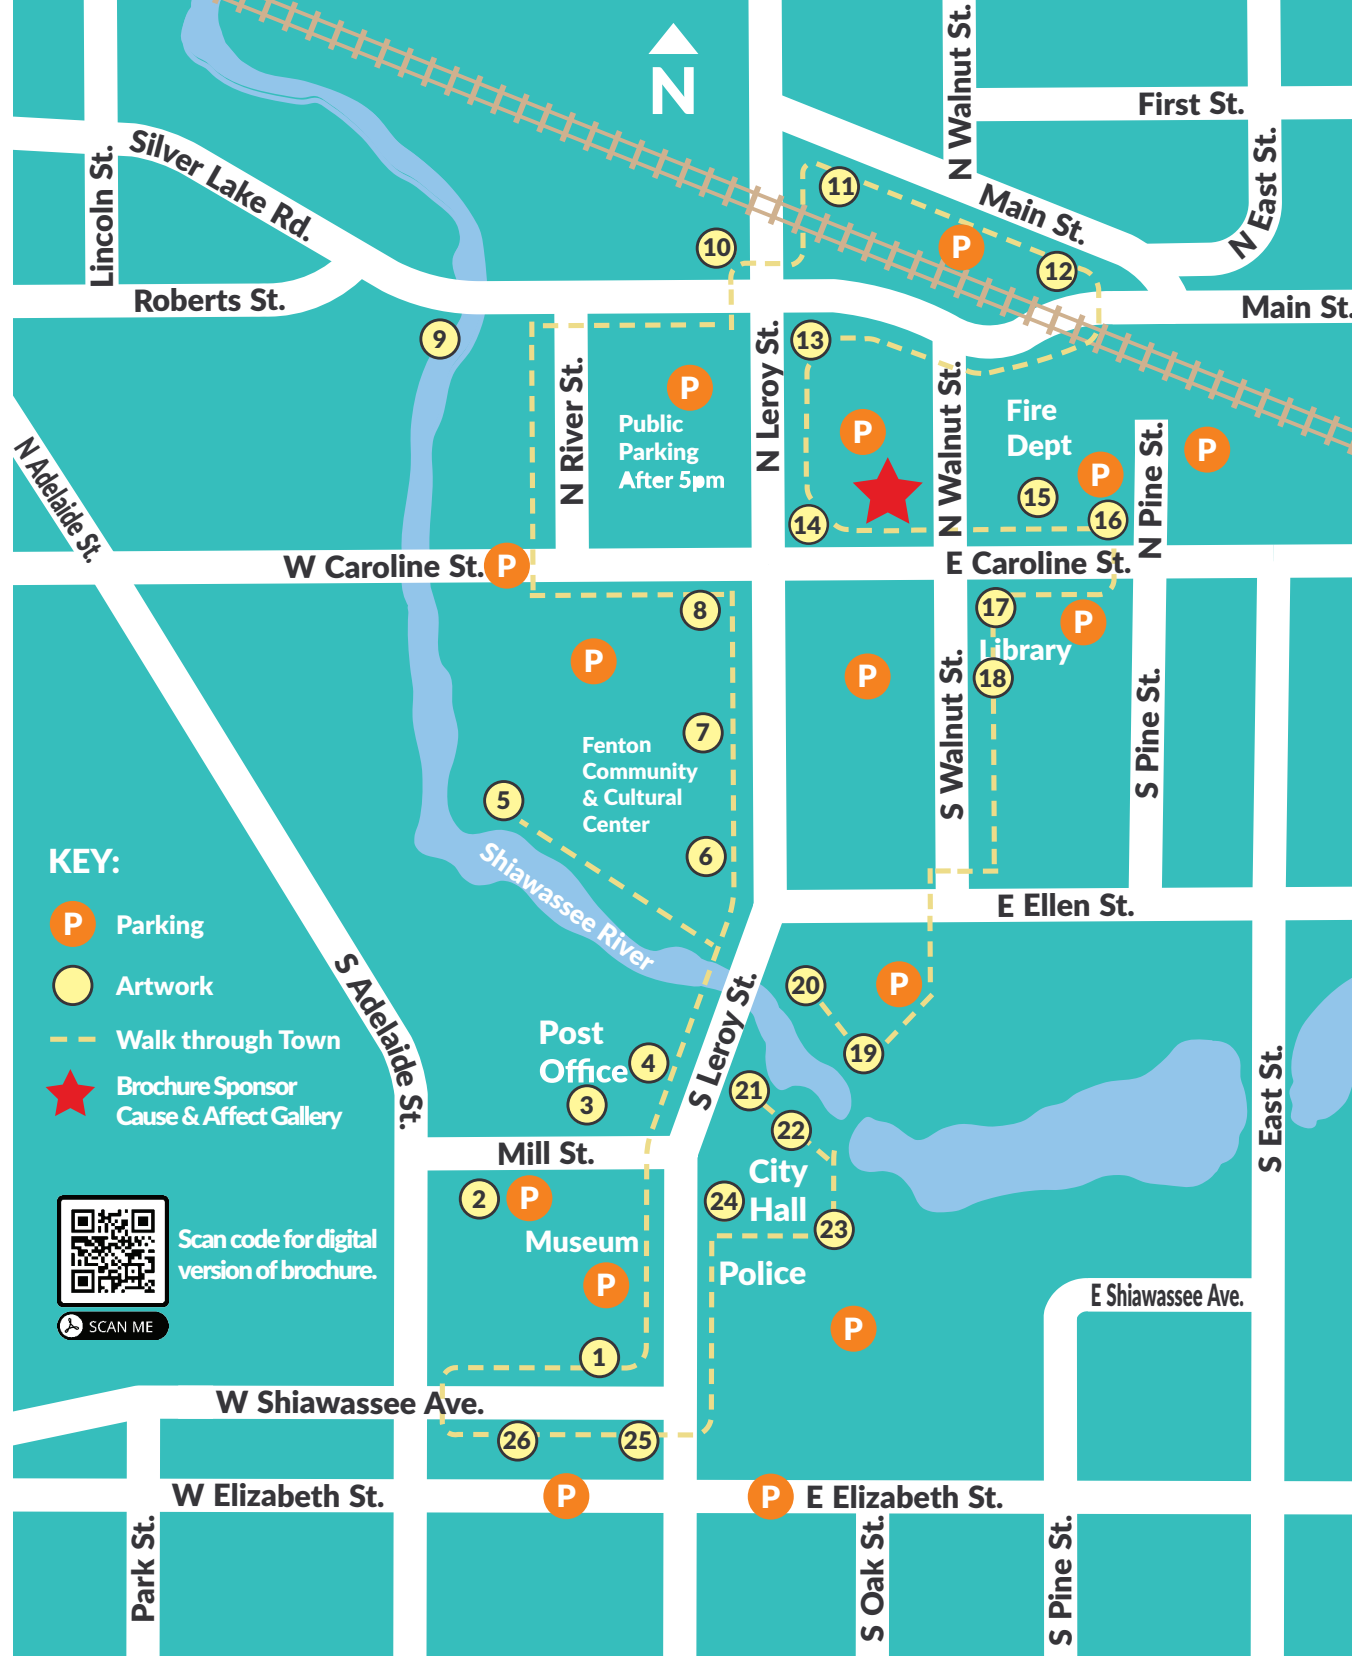 N
N Walnut St.
First St.
N East St.
Silver Lake Rd.
Lincoln St.
11
Main St.
10
P
12
Roberts St.
Main St.
9
13
N Leroy St.
N River St.
P
Public
Parking
After 5pm
P
N Walnut St.
Fire
Dept
P
P
N Pine St.
N Adelaide St.
15
14
16
W Caroline St.
P
E Caroline St.
8
17
P
Library
P
P
18
S Walnut St.
S Pine St.
7
Fenton
Community
& Cultural
Center
5
6
Shiawassee River
E Ellen St.
KEY:
P
Parking
Artwork
Walk through Town
Brochure Sponsor
Cause & Affect Gallery
S Adelaide St.
S Leroy St.
20
P
19
Post
Office
4
3
21
22
S East St.
Mill St.
City
Hall
2
P
24
23
Museum
Police
P
Scan code for digital
version of brochure.
SCAN ME
E Shiawassee Ave.
P
1
W Shiawassee Ave.
26
25
W Elizabeth St.
P
P
E Elizabeth St.
Park St.
S Oak St.
S Pine St.